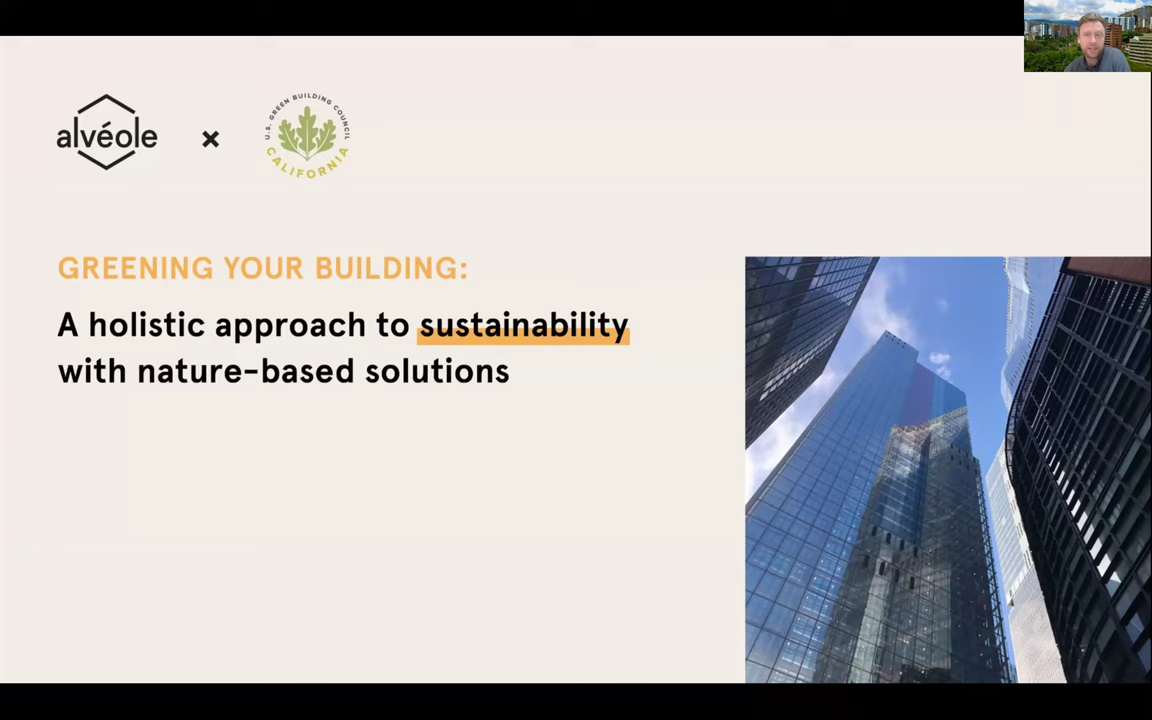 alvéole
×
U.S. GREEN BUILDING COUNCIL
CALIFORNIA
GREENING YOUR BUILDING:
A holistic approach to sustainability
with nature-based solutions